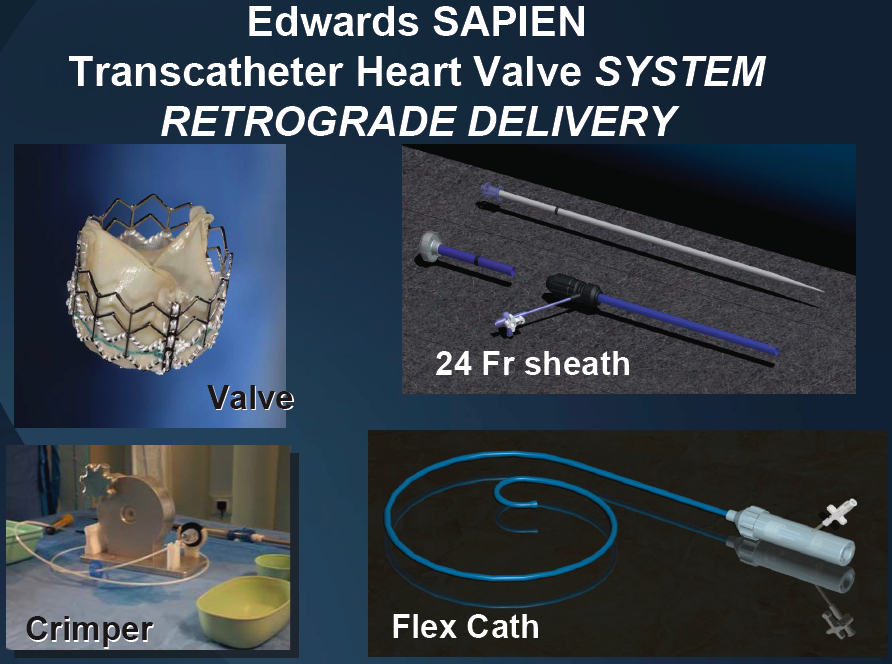 Edwards SAPIEN
Transcatheter Heart Valve SYSTEM
RETROGRADE DELIVERY
Valve
24 Fr sheath
Crimper
Flex Cath